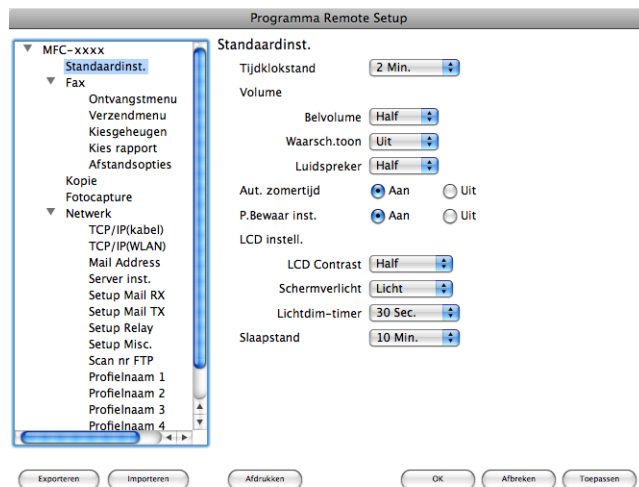 Programma Remote Setup
MFC-xxxx
Standaardinst.
Fax
Ontvangstmenu
Verzendmenu
Kiesgeheugen
Kies rapport
Afstandsopties
Kopie
Fotocapture
Netwerk
TCP/IP(kabel)
TCP/IP(WLAN)
Mail Address
Server inst.
Setup Mail RX
Setup Mail TX
Setup Relay
Setup Misc.
Scan nr FTP
Profielnaam 1
Profielnaam 2
Profielnaam 3
Profielnaam 4
Standaardinst.
Tijdklokstand 2 Min.
Volume
Belvolume Half
Waarsch.toon Uit
Luidspreker Half
Aut. zomertijd Aan Uit
P.Bewaar inst. Aan Uit
LCD instell.
LCD Contrast Half
Schermverlicht Licht
Lichtdim-timer 30 Sec.
Slaapstand 10 Min.
Exporteren Importeren Afdrukken OK Afbreken Toepassen